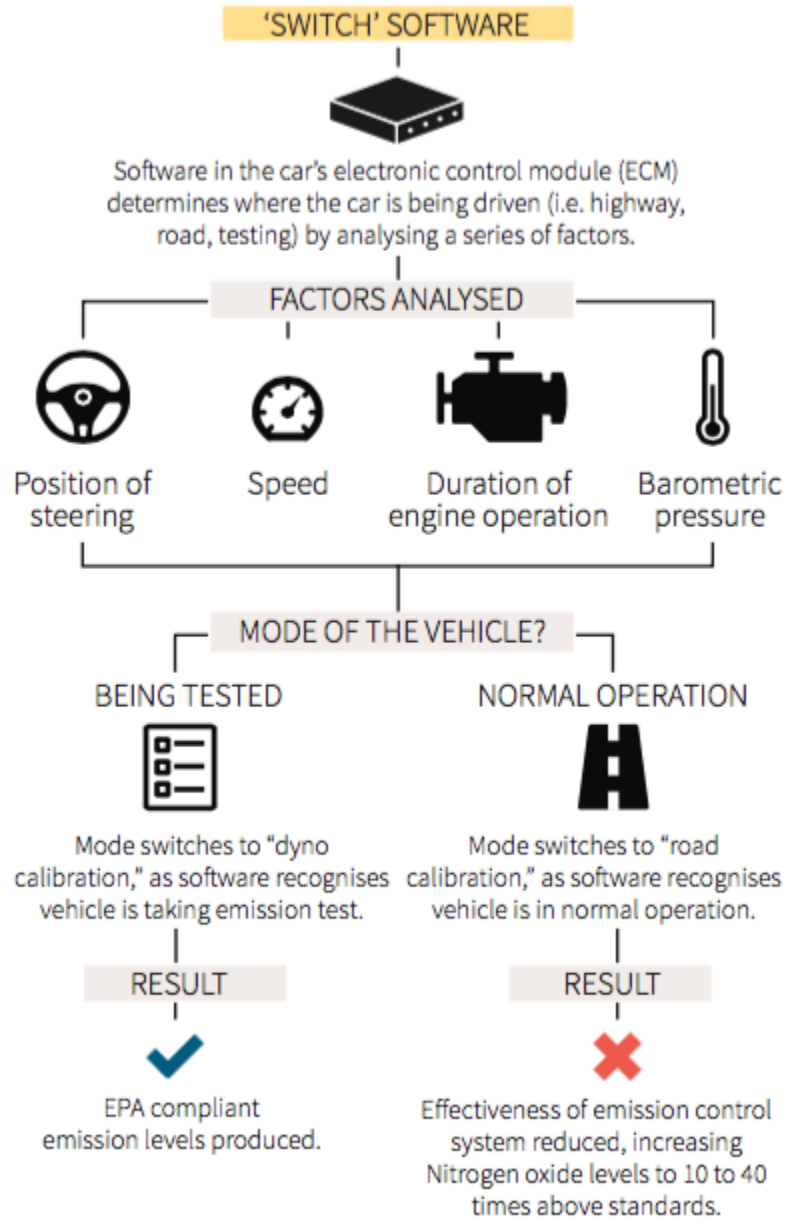 ‘SWITCH’ SOFTWARE
Software in the car’s electronic control module (ECM)
determines where the car is being driven (i.e. highway,
road, testing) by analysing a series of factors.
FACTORS ANALYSED
Position of
steering
Speed
Duration of
engine operation
Barometric
pressure
MODE OF THE VEHICLE?
BEING TESTED
Mode switches to “dyno
calibration,” as software recognises
vehicle is taking emission test.
RESULT
EPA compliant
emission levels produced.
NORMAL OPERATION
Mode switches to “road
calibration,” as software recognises
vehicle is in normal operation.
RESULT
Effectiveness of emission control
system reduced, increasing
Nitrogen oxide levels to 10 to 40
times above standards.